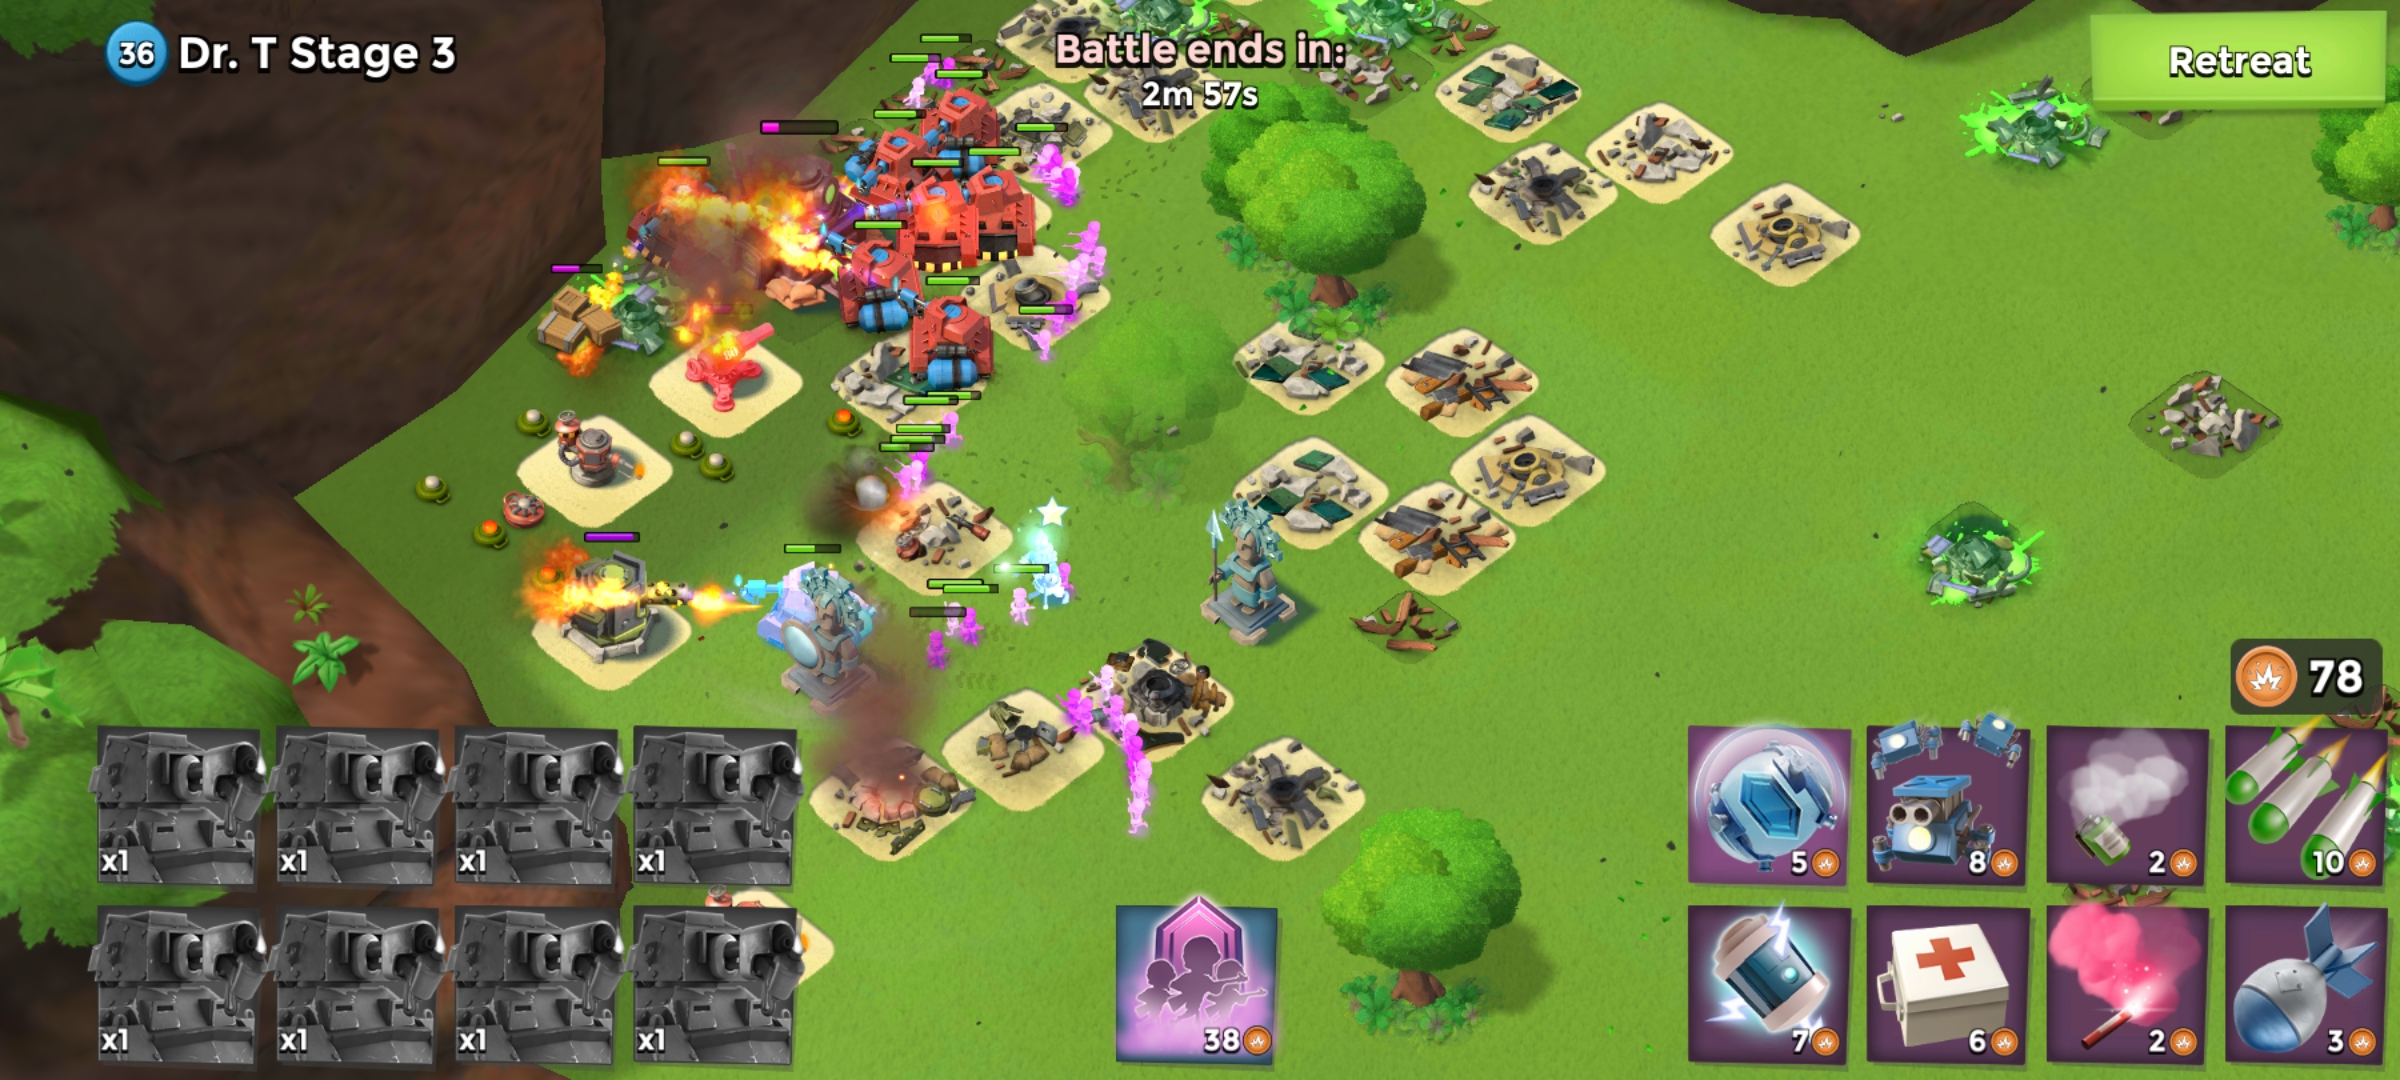 36 Dr. T Stage 3
Battle ends in:
2m 57s
Retreat
78
x1 x1 x1 x1
5 8 2 10
x1 x1 x1 x1
38
7 6 2 3